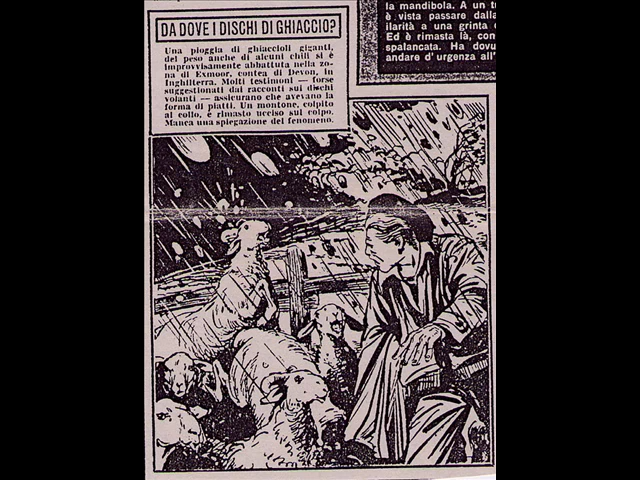 DA DOVE I DISCHI DI GHIACCIO?
Una pioggia di ghiaccioli giganti,
del peso anche di alcuni chili si è
improvvisamente abbattuta nella zo-
na di Exmoor, contea di Devon, in
Inghilterra. Molti testimoni — forse
suggestionati dai racconti sui dischi
volanti — assicurano che avevano la
forma di piatti. Un montone, colpito
al collo, è rimasto ucciso sul colpo.
Manca una spiegazione del fenomeno.
la mandibola. A un
è vista passare dalla
ilarità a una grinta
Ed è rimasta là, con
spalancata. Ha dovu
andare d'urgenza all'